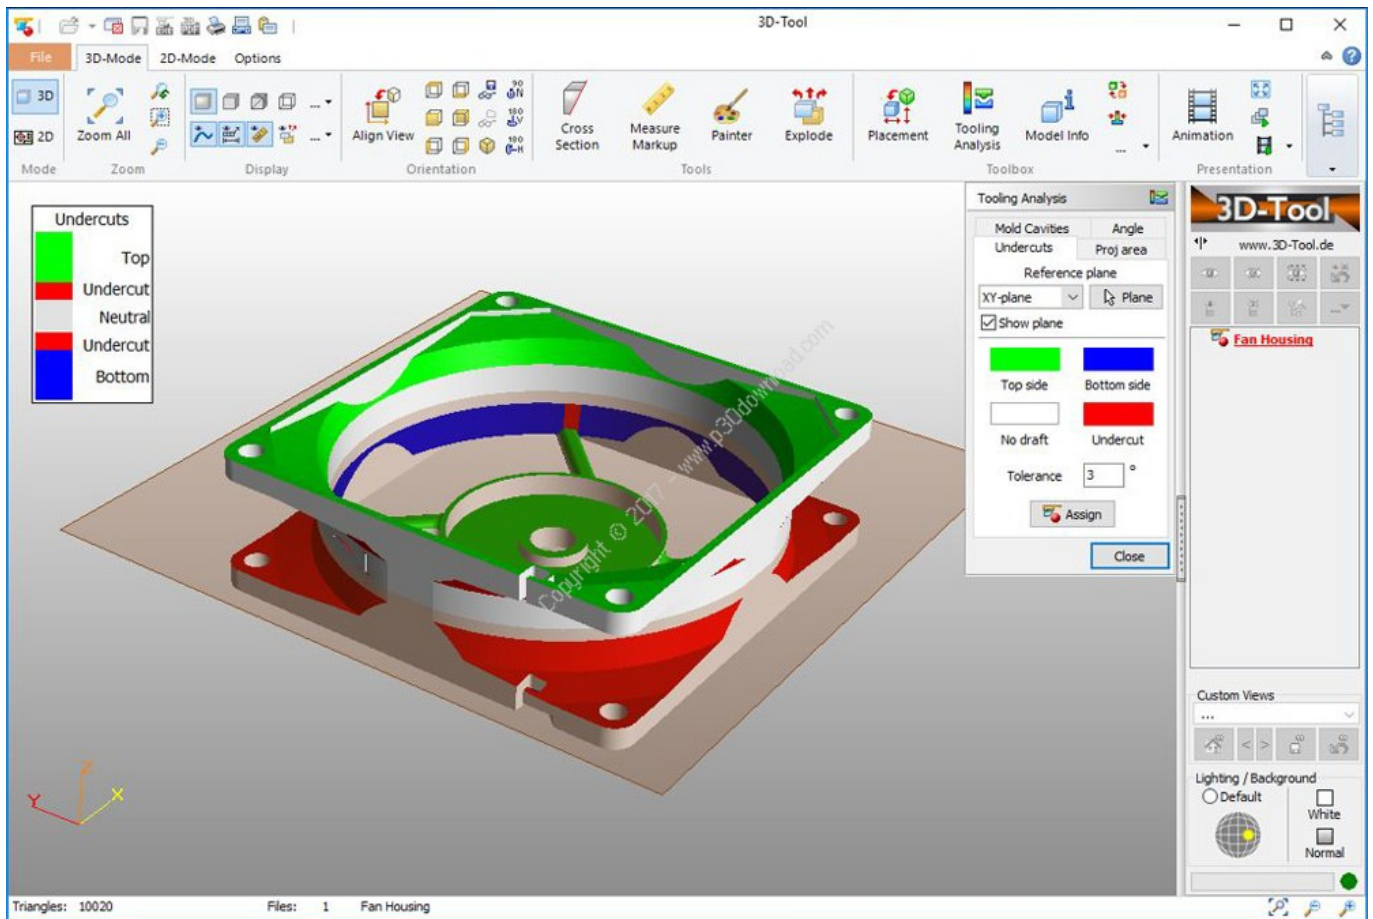 3D-Tool
File 3D-Mode 2D-Mode Options
3D
2D
Mode
Zoom All
Zoom
Display
Align View
90
N
180
V
180
H
Orientation
Cross
Section
Measure
Markup
Painter
Explode
Tools
Placement
Tooling
Analysis
Model Info
Toolbox
Animation
Presentation
Undercuts
Top
Undercut
Neutral
Undercut
Bottom
Tooling Analysis
Mold Cavities Angle
Undercuts Proj area
Reference plane
XY-plane Plane
Show plane
Top side Bottom side
No draft Undercut
Tolerance 3 °
Assign
Close
3D-Tool
www.3D-Tool.de
Fan Housing
Custom Views
...
< >
Lighting / Background
Default
White
Normal
Copyright © 2017 - www.p30download.com
Z
Y
X
Triangles: 10020 Files: 1 Fan Housing